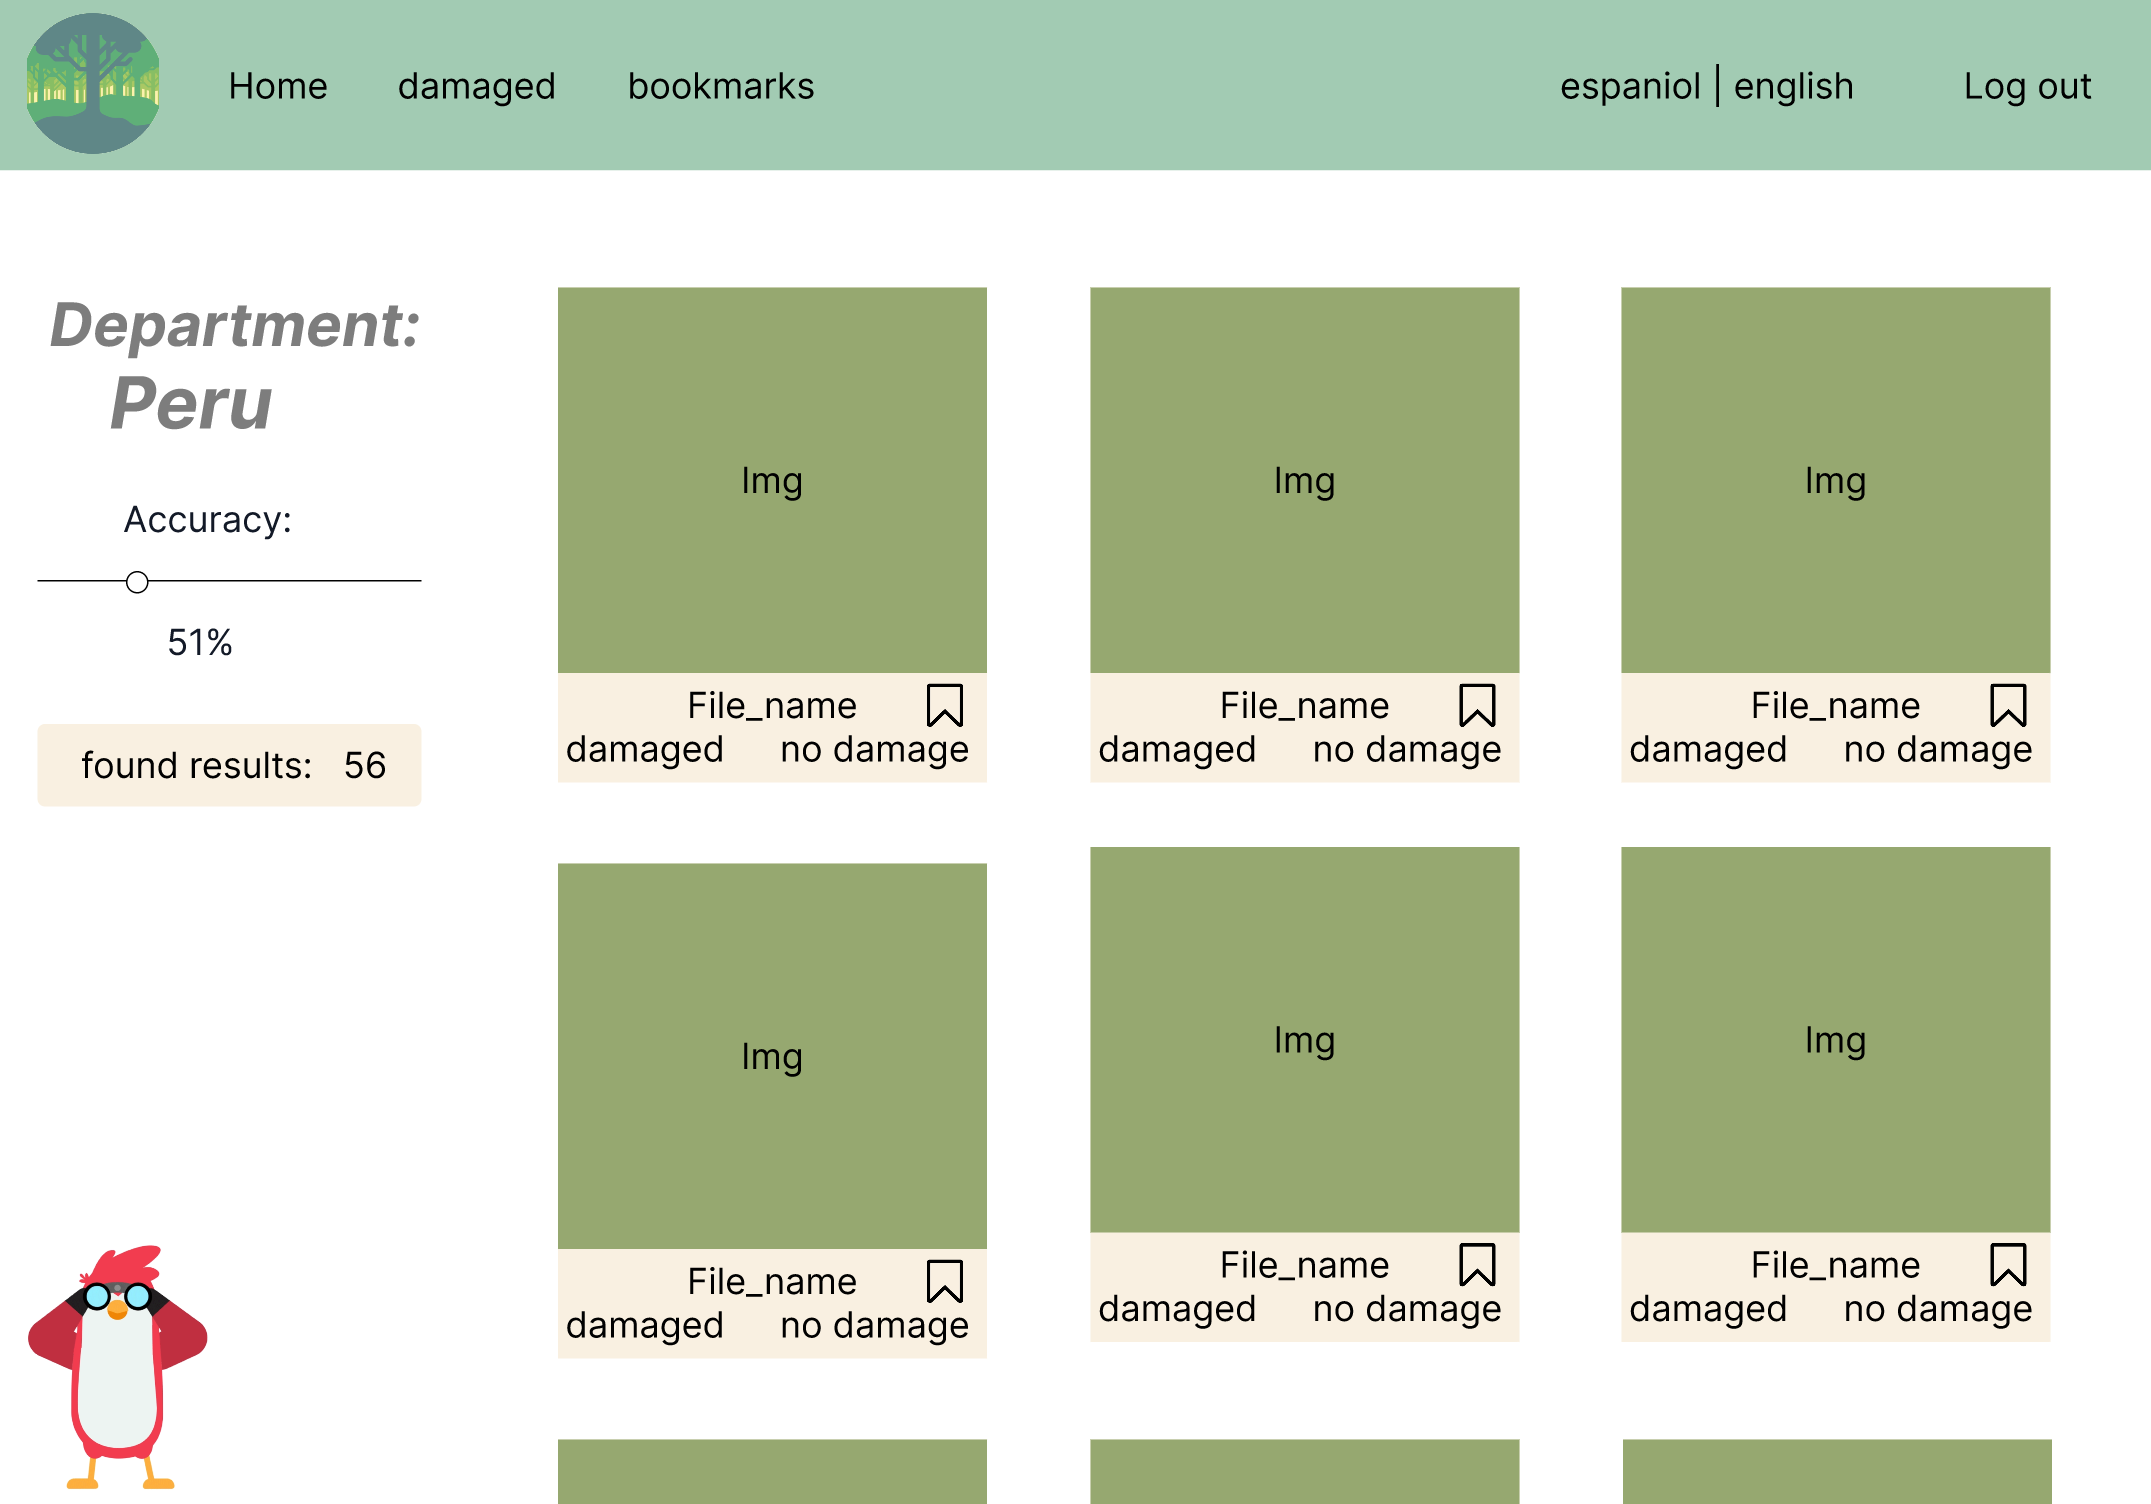 Home damaged bookmarks espaniol | english Log out
Department:
Peru
Accuracy:
51%
found results: 56
Img Img Img
File_name File_name File_name
damaged no damage damaged no damage damaged no damage
Img Img Img
File_name File_name File_name
damaged no damage damaged no damage damaged no damage